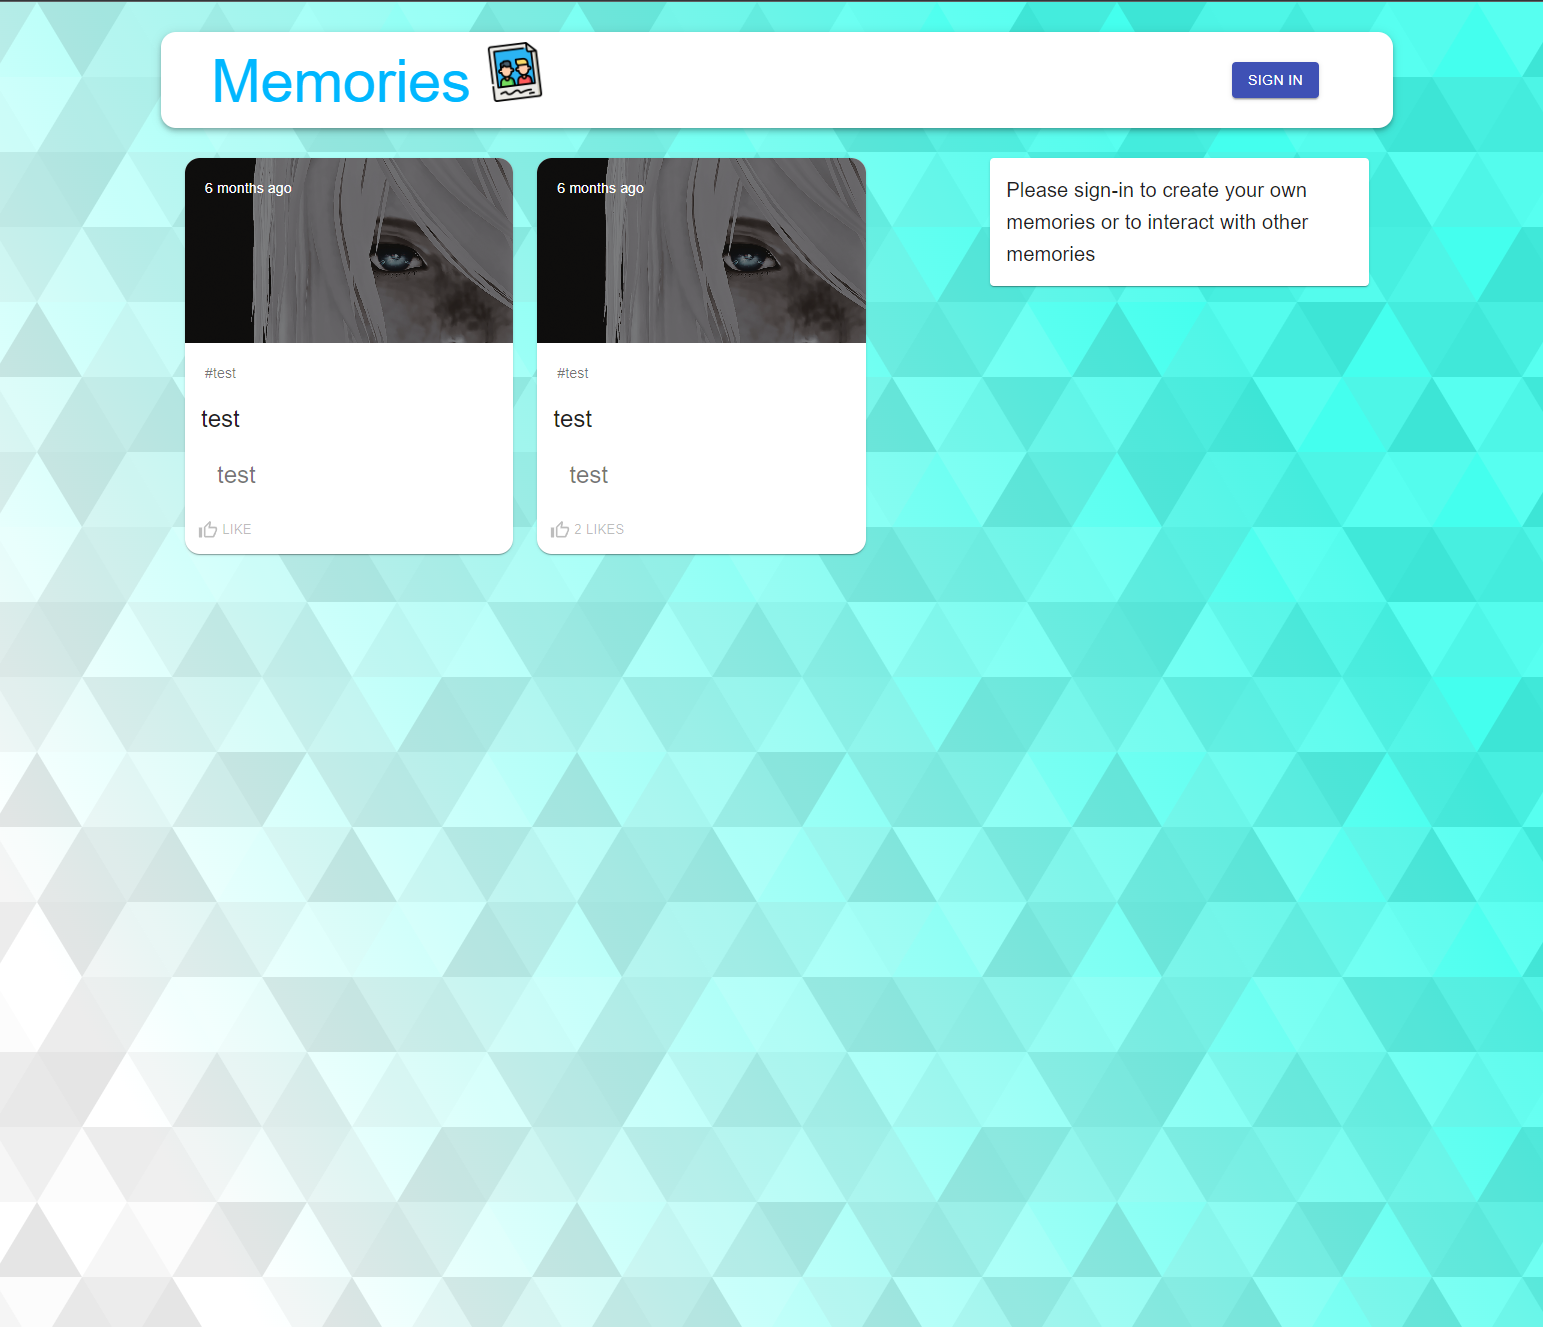 Memories
SIGN IN
6 months ago
#test
test
test
LIKE
6 months ago
#test
test
test
2 LIKES
Please sign-in to create your own
memories or to interact with other
memories